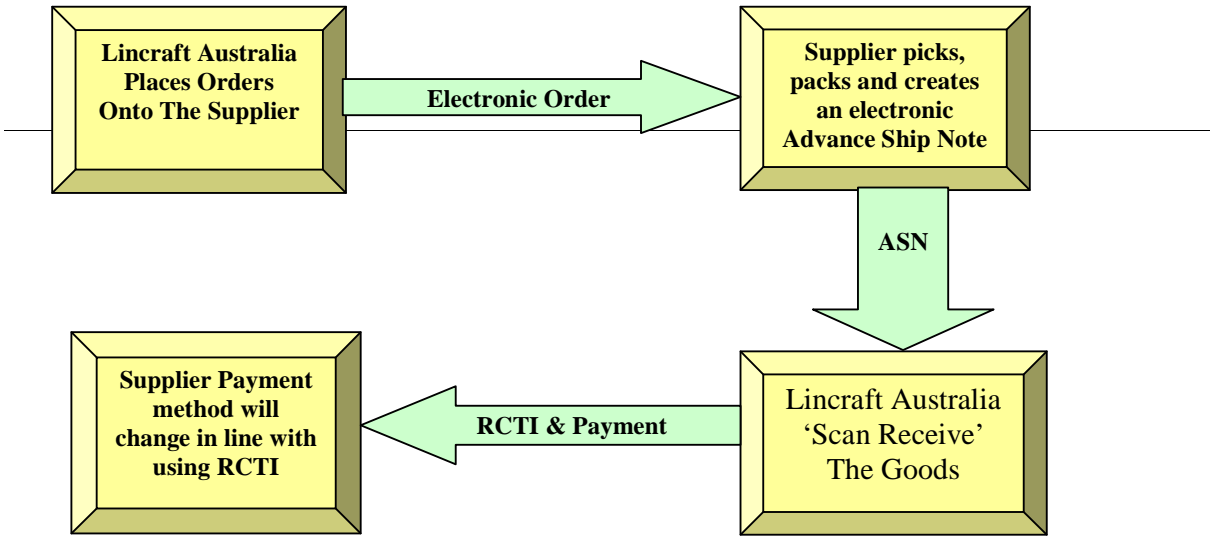 Lincraft Australia
Places Orders
Onto The Supplier
Electronic Order
Supplier picks,
packs and creates
an electronic
Advance Ship Note
ASN
Lincraft Australia
‘Scan Receive’
The Goods
RCTI & Payment
Supplier Payment
method will
change in line with
using RCTI